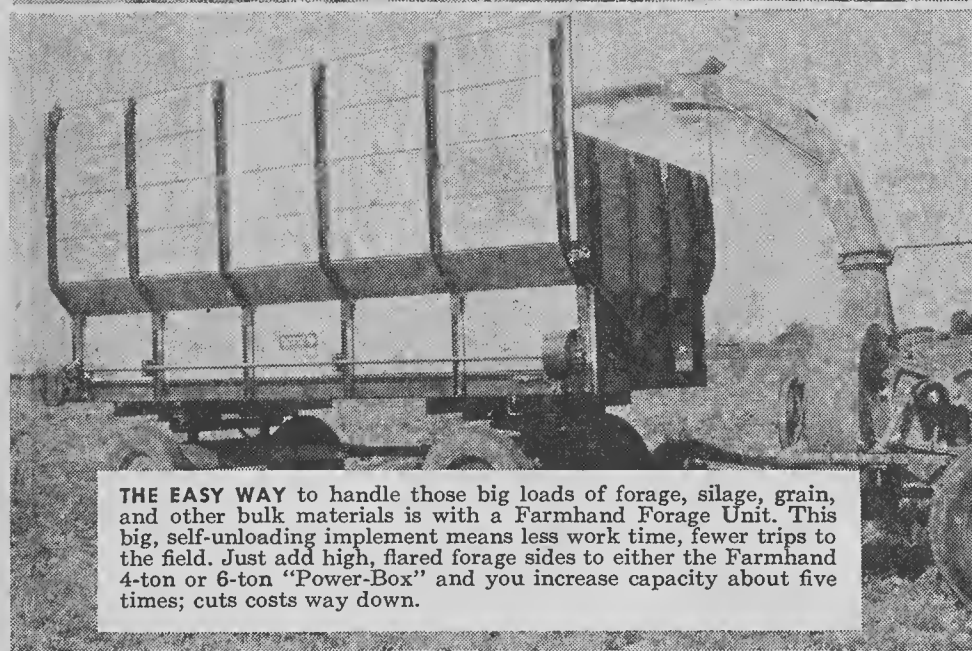 THE EASY WAY to handle those big loads of forage, silage, grain,
and other bulk materials is with a Farmhand Forage Unit. This
big, self-unloading implement means less work time, fewer trips to
the field. Just add high, flared forage sides to either the Farmhand
4-ton or 6-ton “Power-Box” and you increase capacity about five
times; cuts costs way down.